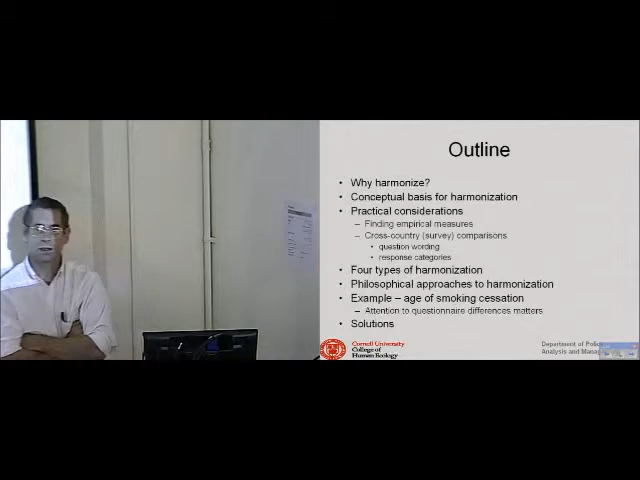 Outline
• Why harmonize?
• Conceptual basis for harmonization
• Practical considerations
– Finding empirical measures
– Cross-country (survey) comparisons
• question wording
• response categories
• Four types of harmonization
• Philosophical approaches to harmonization
• Example – age of smoking cessation
– Attention to questionnaire differences matters
• Solutions
Cornell University
College of
Human Ecology
Department of
Analysis and